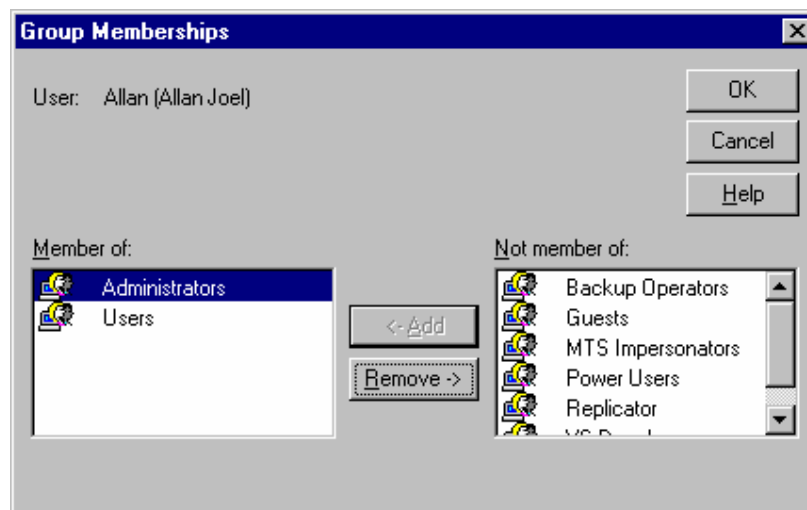 Group Memberships
User: Allan (Allan Joel)
OK
Cancel
Help
Member of:
Administrators
Users
<- Add
Remove ->
Not member of:
Backup Operators
Guests
MTS Impersonators
Power Users
Replicator